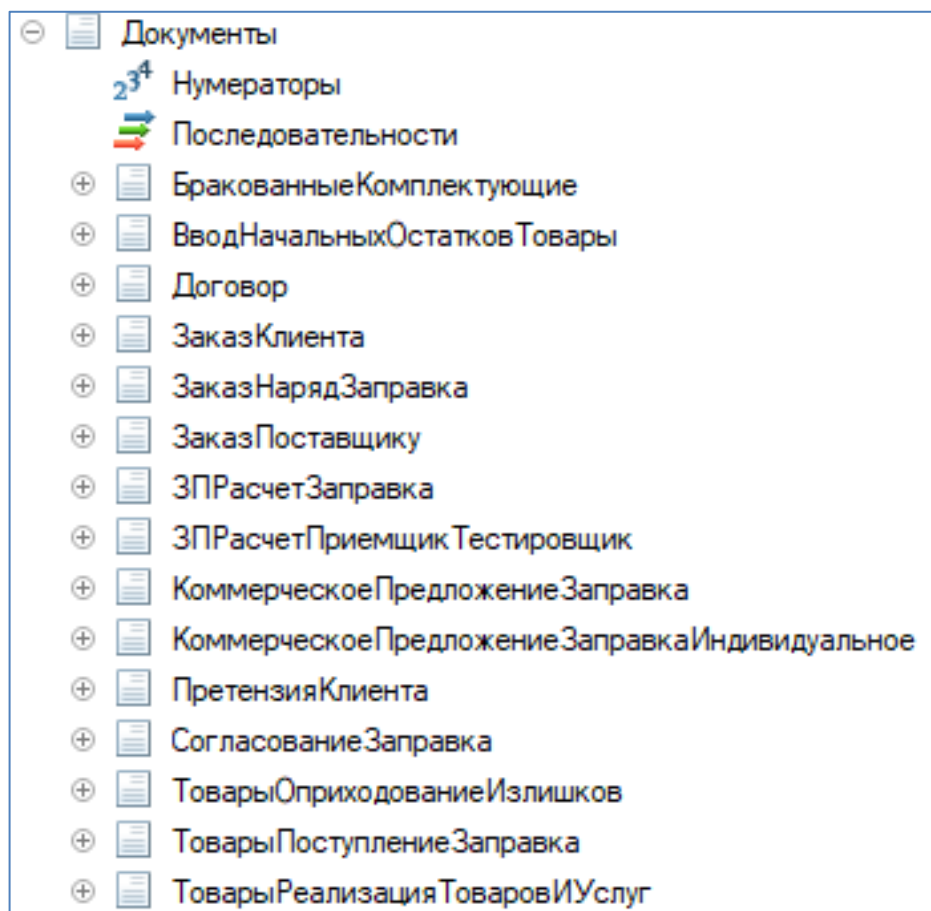 Документы
Нумераторы
Последовательности
БракованныеКомплектующие
ВводНачальныхОстатковТовары
Договор
ЗаказКлиента
ЗаказНарядЗаправка
ЗаказПоставщику
ЗПРасчетЗаправка
ЗПРасчетПриемщикТестировщик
КоммерческоеПредложениеЗаправка
КоммерческоеПредложениеЗаправкаИндивидуальное
ПретензияКлиента
СогласованиеЗаправка
ТоварыОприходованиеИзлишков
ТоварыПоступлениеЗаправка
ТоварыРеализацияТоваровИУслуг